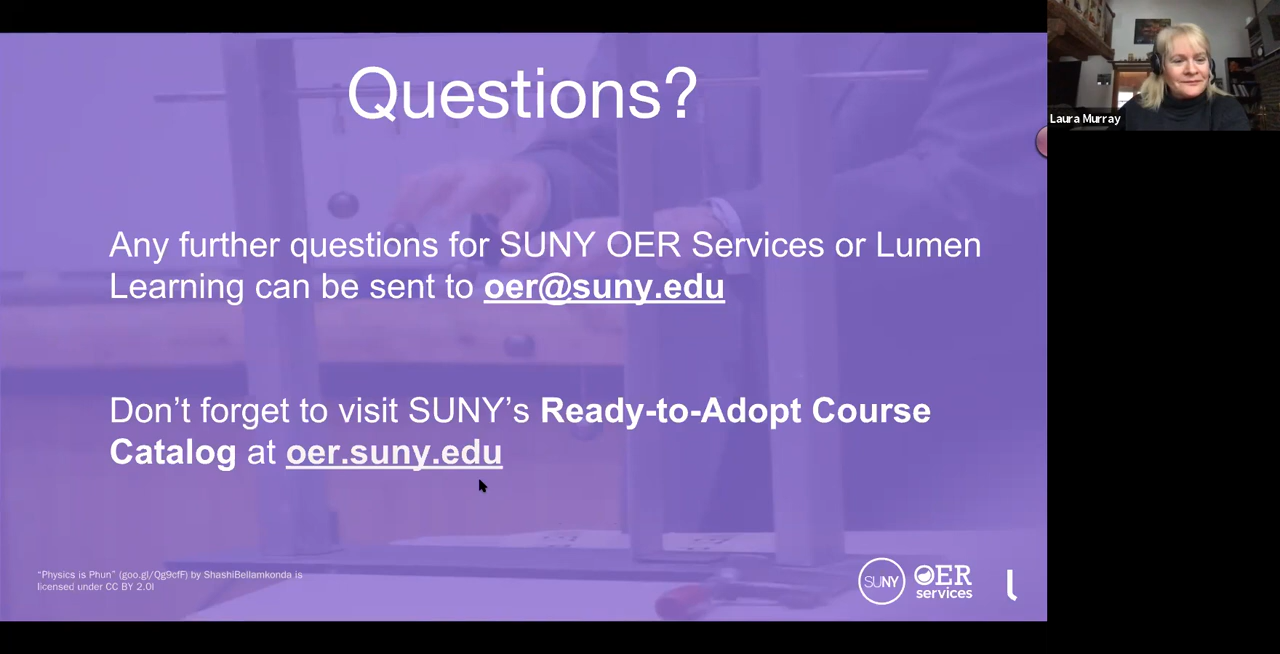 Questions?
Laura Murray
Any further questions for SUNY OER Services or Lumen
Learning can be sent to oer@suny.edu
Don’t forget to visit SUNY’s Ready-to-Adopt Course
Catalog at oer.suny.edu
“Physics is Phun” (goo.gl/Qg9cfF) by ShashiBellamkonda is
licensed under CC BY 2.0l
SUNY
OER
services